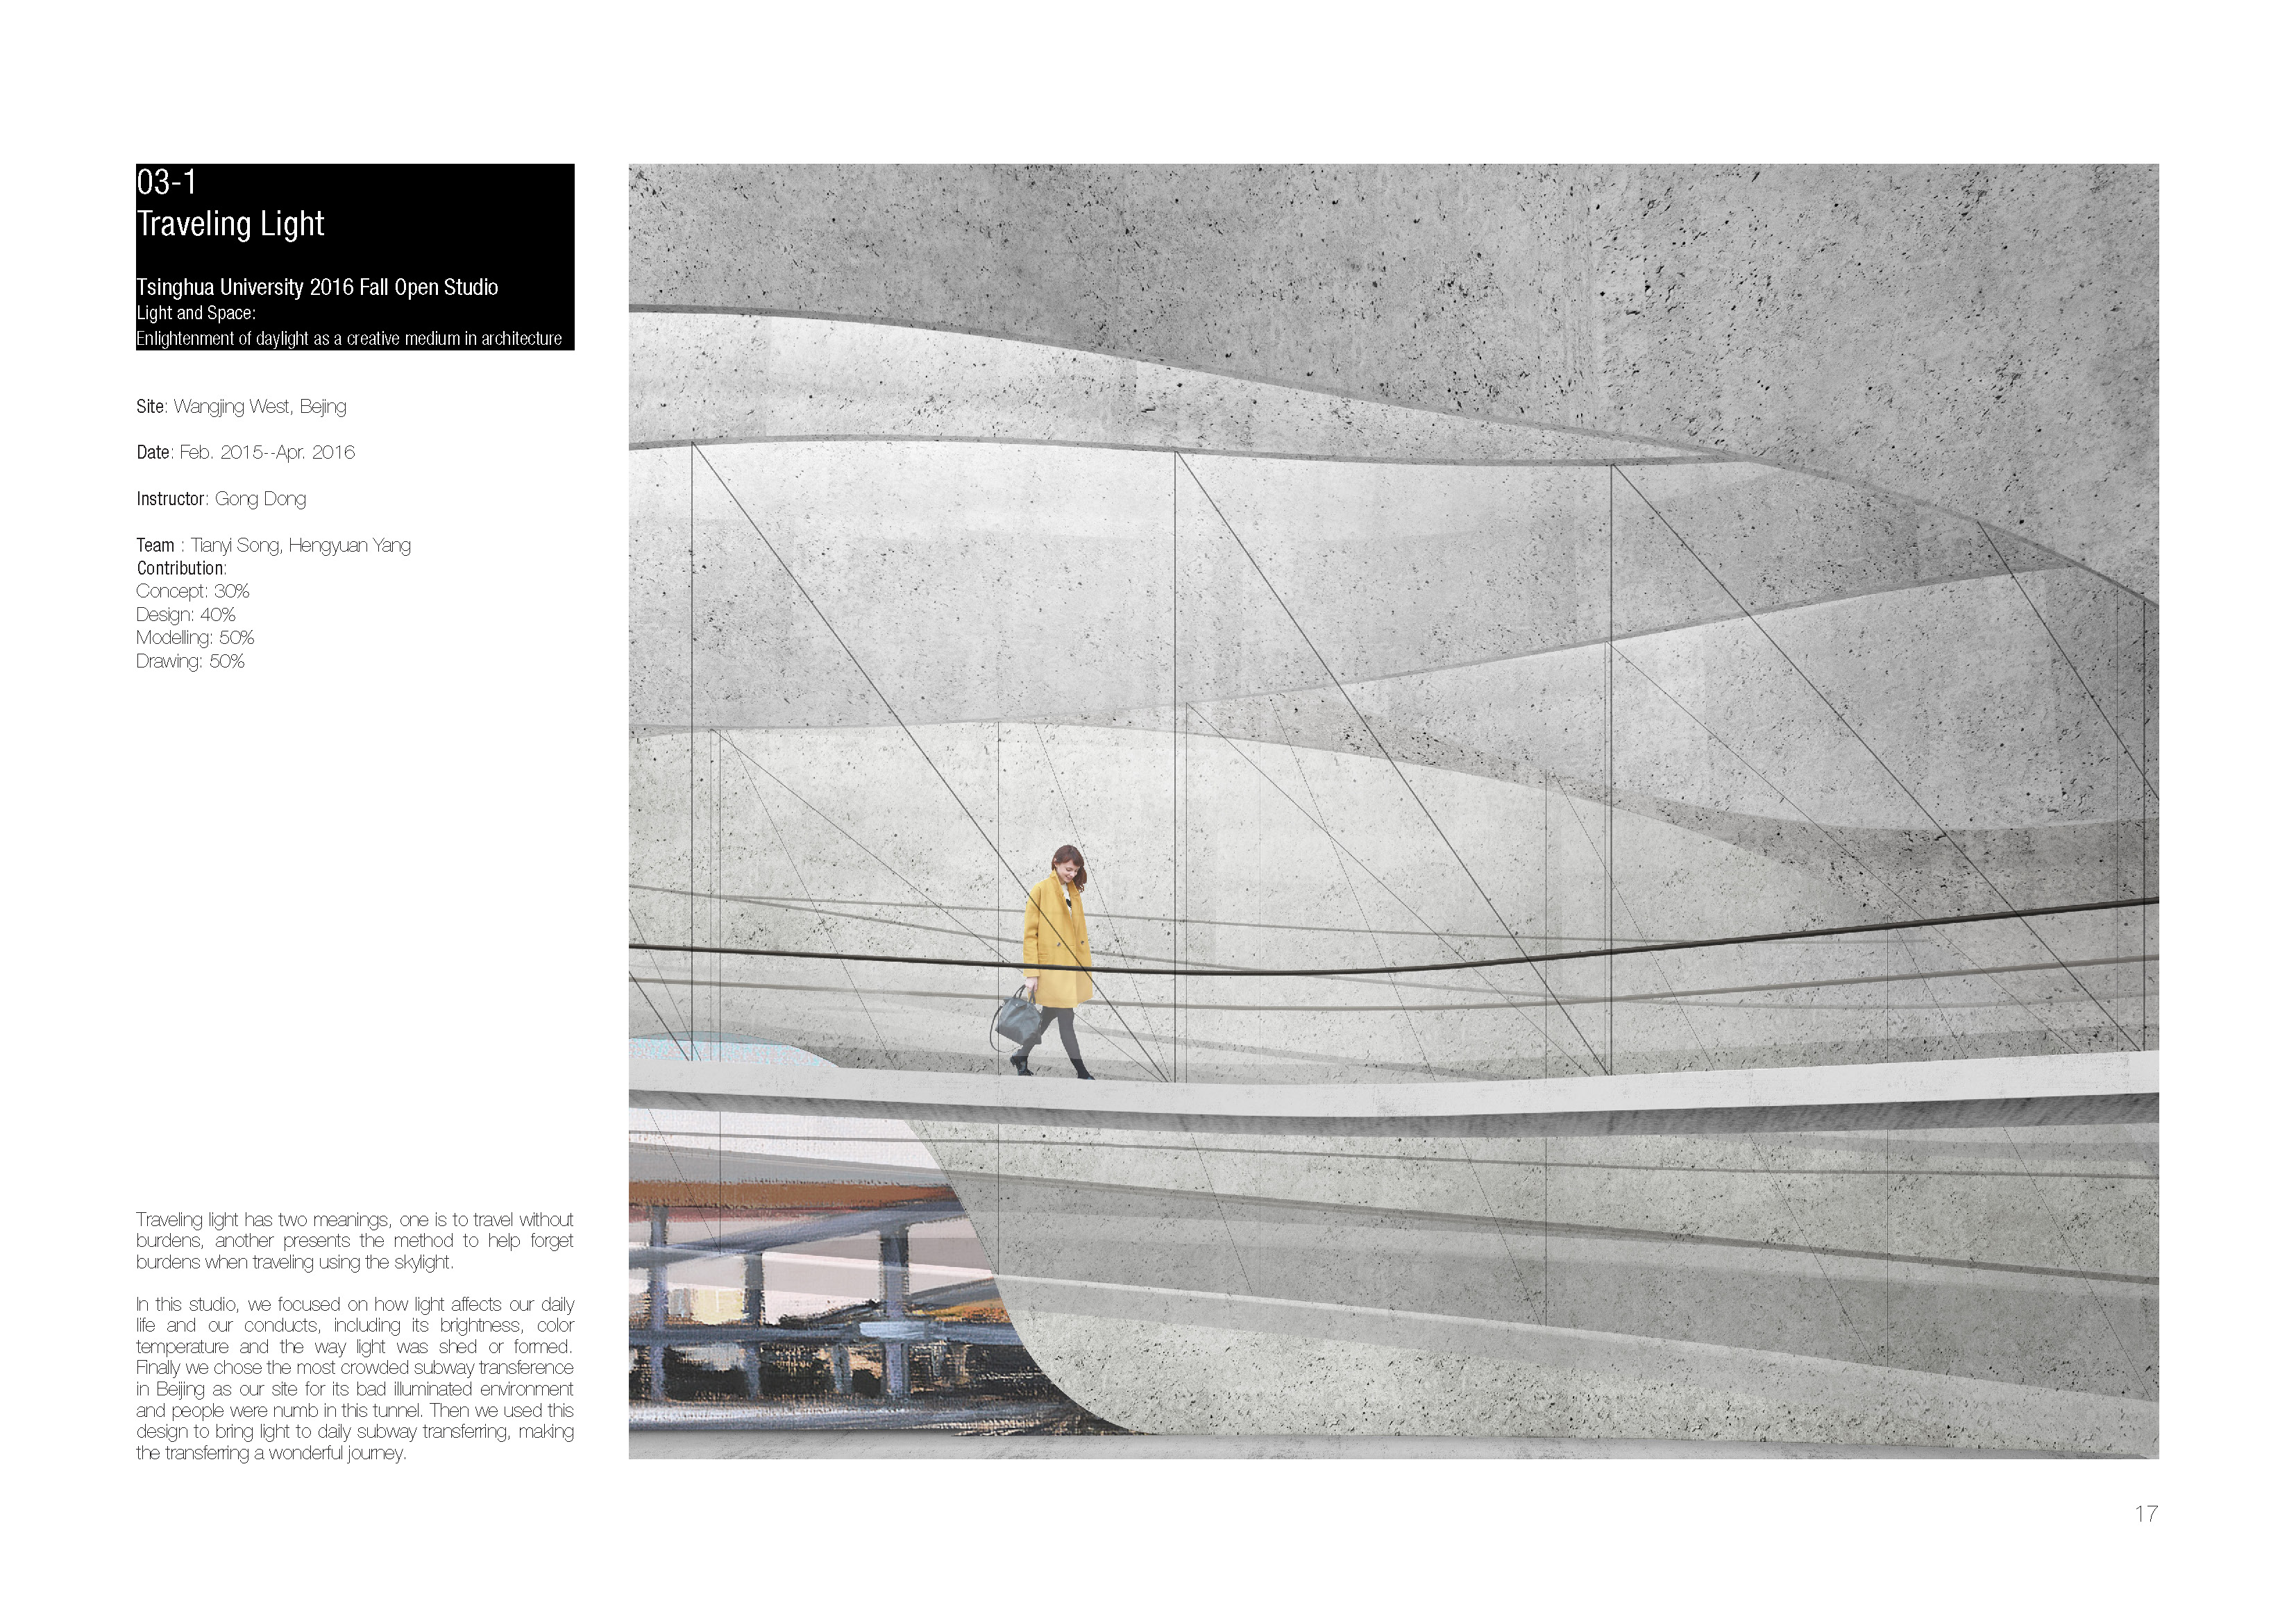 03-1
Traveling Light
Tsinghua University 2016 Fall Open Studio
Light and Space:
Enlightenment of daylight as a creative medium in architecture
Site: Wangjing West, Bejing
Date: Feb. 2015--Apr. 2016
Instructor: Gong Dong
Team : Tianyi Song, Hengyuan Yang
Contribution:
Concept: 30%
Design: 40%
Modelling: 50%
Drawing: 50%
Traveling light has two meanings, one is to travel without
burdens, another presents the method to help forget
burdens when traveling using the skylight.
In this studio, we focused on how light affects our daily
life and our conducts, including its brightness, color
temperature and the way light was shed or formed.
Finally we chose the most crowded subway transference
in Beijing as our site for its bad illuminated environment
and people were numb in this tunnel. Then we used this
design to bring light to daily subway transferring, making
the transferring a wonderful journey.
17